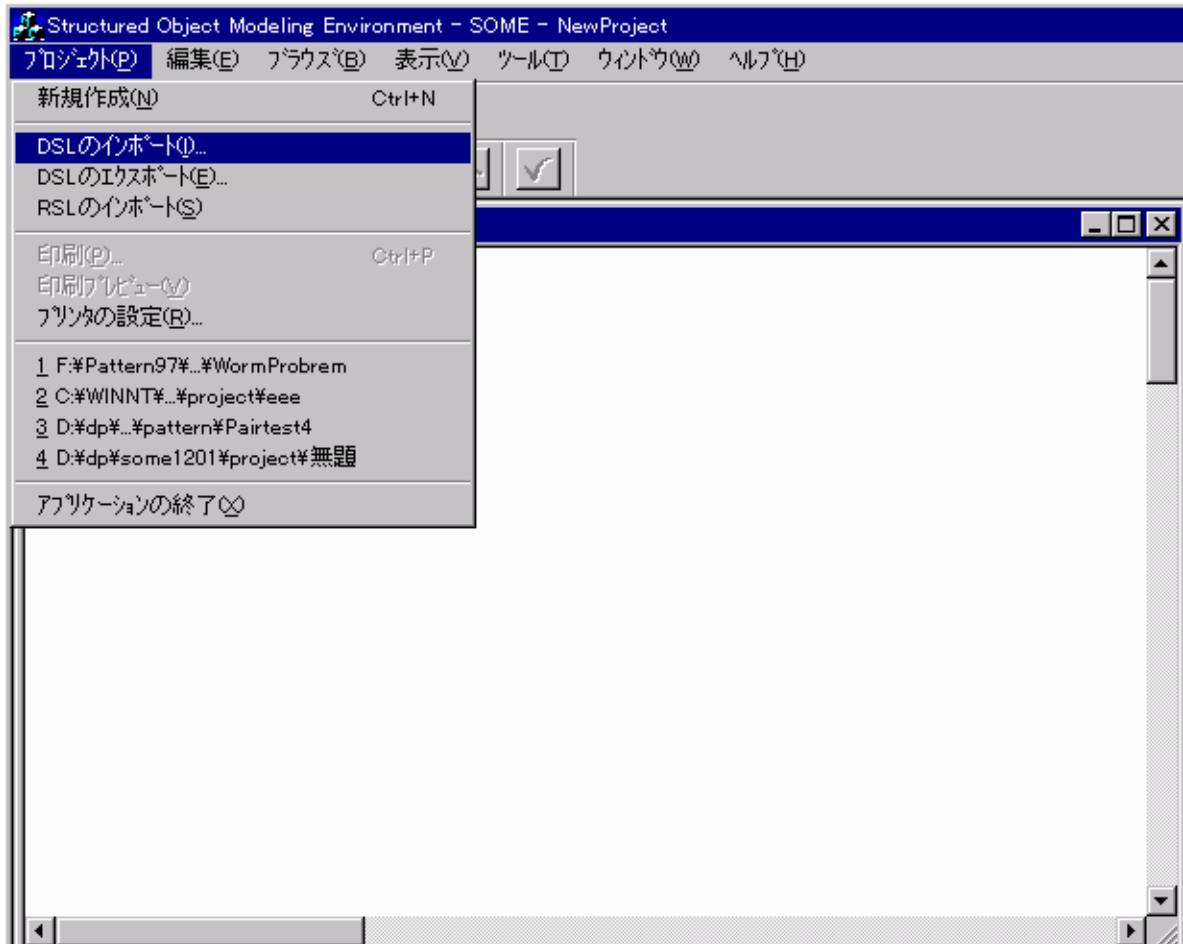 Structured Object Modeling Environment - SOME - NewProject
プロジェクト(P) 編集(E) ブラウズ(B) 表示(V) ツール(T) ウィンドウ(W) ヘルプ(H)
新規作成(N) Ctrl+N
DSLのインポート(I)...
DSLのエクスポート(E)...
RSLのインポート(S)
印刷(P)... Ctrl+P
印刷プレビュー(V)
プリンタの設定(R)...
1 F:¥Pattern97¥...¥WormProbrem
2 C:¥WINNT¥...¥project¥eee
3 D:¥dp¥...¥pattern¥Pairtest4
4 D:¥dp¥some1201¥project¥無題
アプリケーションの終了(X)